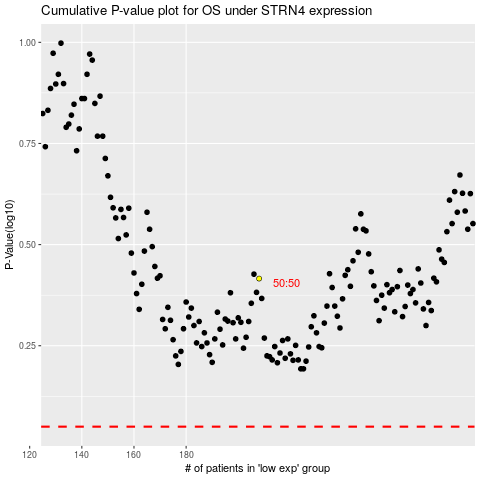 Cumulative P-value plot for OS under STRN4 expression
P-Value(log10)
1.00
0.75
0.50
0.25
50:50
120 140 160 180
# of patients in 'low exp' group